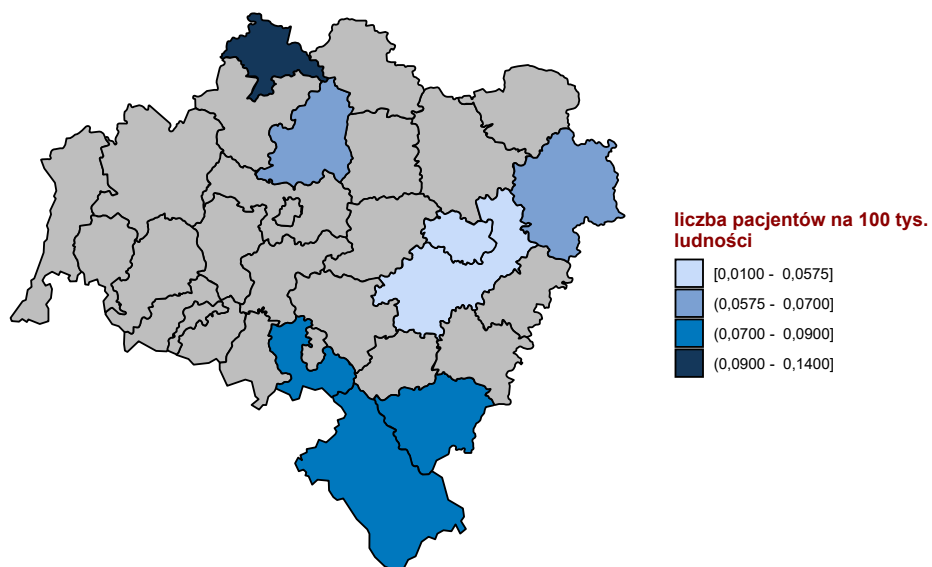 liczba pacjentów na 100 tys.
ludności
[0,0100 - 0,0575]
(0,0575 - 0,0700]
(0,0700 - 0,0900]
(0,0900 - 0,1400]